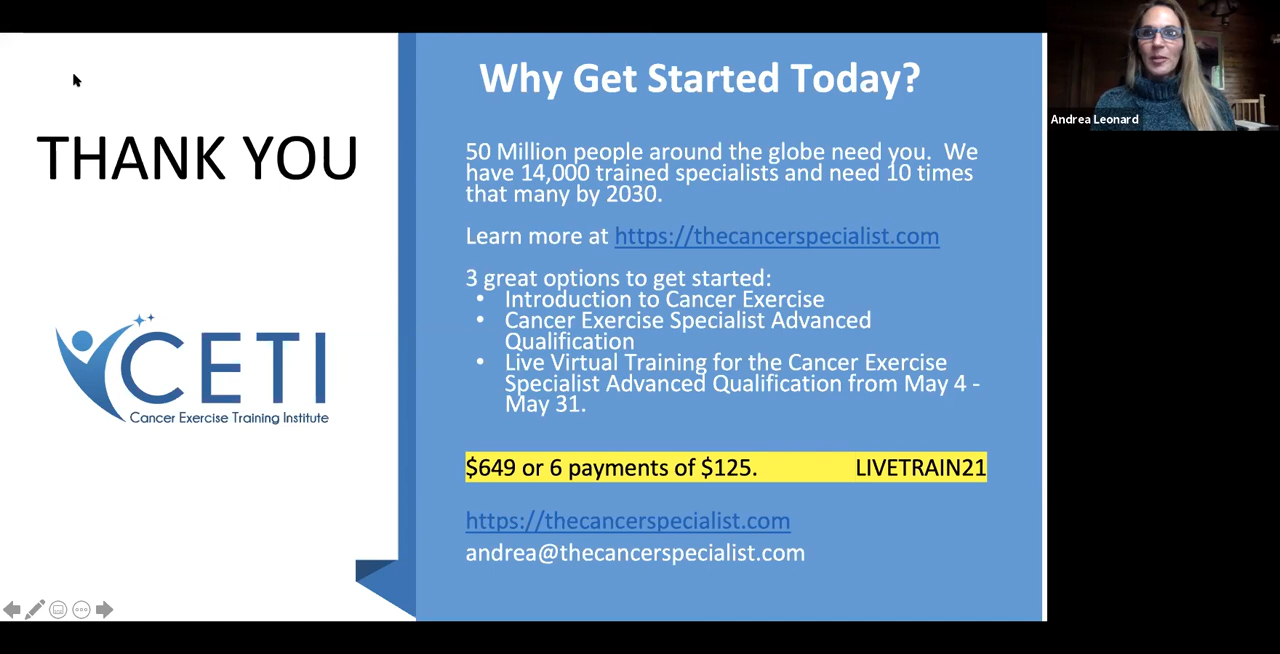 THANK YOU
CETI
Cancer Exercise Training Institute
Why Get Started Today?
50 Million people around the globe need you.  We
have 14,000 trained specialists and need 10 times
that many by 2030.
Learn more at https://thecancerspecialist.com
3 great options to get started:
• Introduction to Cancer Exercise
• Cancer Exercise Specialist Advanced
Qualification
• Live Virtual Training for the Cancer Exercise
Specialist Advanced Qualification from May 4 -
May 31.
$649 or 6 payments of $125. LIVETRAIN21
https://thecancerspecialist.com
andrea@thecancerspecialist.com
Andrea Leonard